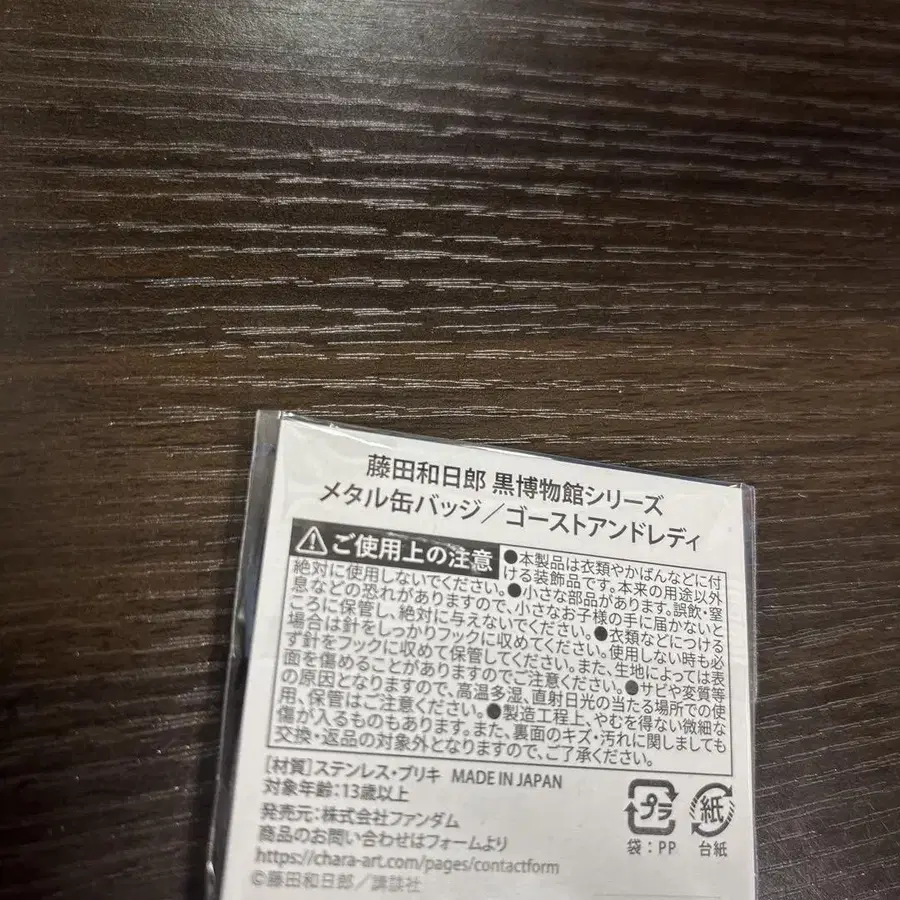 藤田和日郎 黒博物館シリーズ
メタル缶バッジ／ゴーストアンドレディ
ご使用上の注意
●本製品は衣類やかばんなどに付
ける装飾品です。本来の用途以外
絶対に使用しないでください。●小さな部品があります。誤飲・窒
息などの恐れがありますので、小さなお子様の手に届かないと
ころに保管し、絶対に与えないでください。●衣類などにつける
場合は針をしっかりフックに収めてください。使用しない時も必
ず針をフックに収めて保管してください。また、生地によっては表
面を傷めることがありますのでご注意ください。●サビや変質等
の原因となりますので、高温多湿、直射日光の当たる場所での使
用、保管はご注意ください。●製造工程上、やむを得ない微細な
傷が入るものもあります。また、裏面のキズ・汚れに関しましても
交換・返品の対象外となりますので、ご了承ください。
[材質]ステンレス・ブリキ MADE IN JAPAN
対象年齢:13歳以上
発売元:株式会社ファンダム
商品のお問い合わせはフォームより
https://chara-art.com/pages/contactform
©藤田和日郎／講談社
プラ
袋:PP
紙
台紙